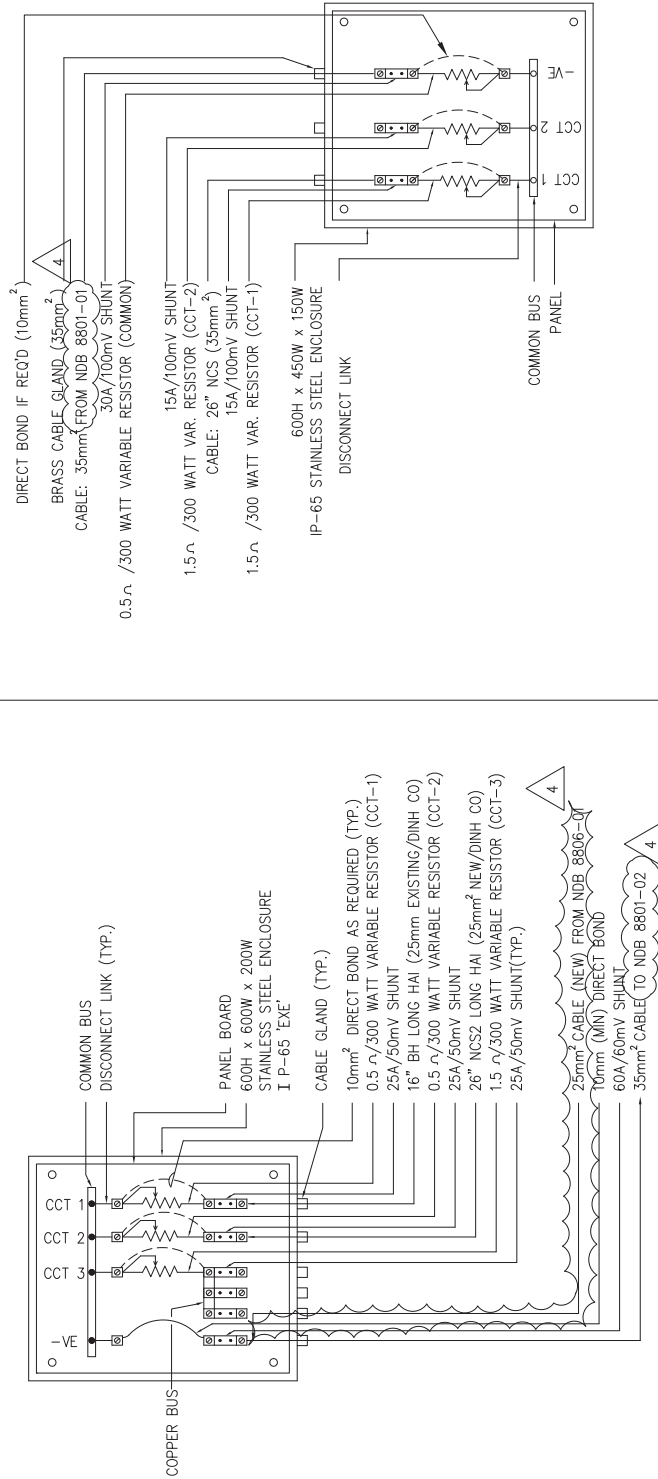 DIRECT BOND IF REQ'D (10mm²)
BRASS CABLE GLAND (35mm²)
4
CABLE: 35mm² FROM NDB 8801-01
30A/100mV SHUNT
0.5Ω /300 WATT VARIABLE RESISTOR (COMMON)
15A/100mV SHUNT
1.5Ω /300 WATT VAR. RESISTOR (CCT-2)
CABLE: 26" NCS (35mm²)
15A/100mV SHUNT
1.5Ω /300 WATT VAR. RESISTOR (CCT-1)
600H x 450W x 150W
IP-65 STAINLESS STEEL ENCLOSURE
DISCONNECT LINK
COMMON BUS
PANEL
-VE
CCT 2
CCT 1
COMMON BUS
DISCONNECT LINK (TYP.)
PANEL BOARD
600H x 600W x 200W
STAINLESS STEEL ENCLOSURE
I P-65 'EXE'
CABLE GLAND (TYP.)
10mm² DIRECT BOND AS REQUIRED (TYP.)
0.5 Ω/300 WATT VARIABLE RESISTOR (CCT-1)
25A/50mV SHUNT
16" BH LONG HAI (25mm EXISTING/DINH CO)
0.5 Ω/300 WATT VARIABLE RESISTOR (CCT-2)
25A/50mV SHUNT
26" NCS2 LONG HAI (25mm² NEW/DINH CO)
1.5 Ω/300 WATT VARIABLE RESISTOR (CCT-3)
25A/50mV SHUNT(TYP.)
4
25mm² CABLE (NEW) FROM NDB 8806-01
10mm (MIN) DIRECT BOND
60A/60mV SHUNT
35mm² CABLE TO NDB 8801-02
4
CCT 1
CCT 2
CCT 3
-VE
COPPER BUS